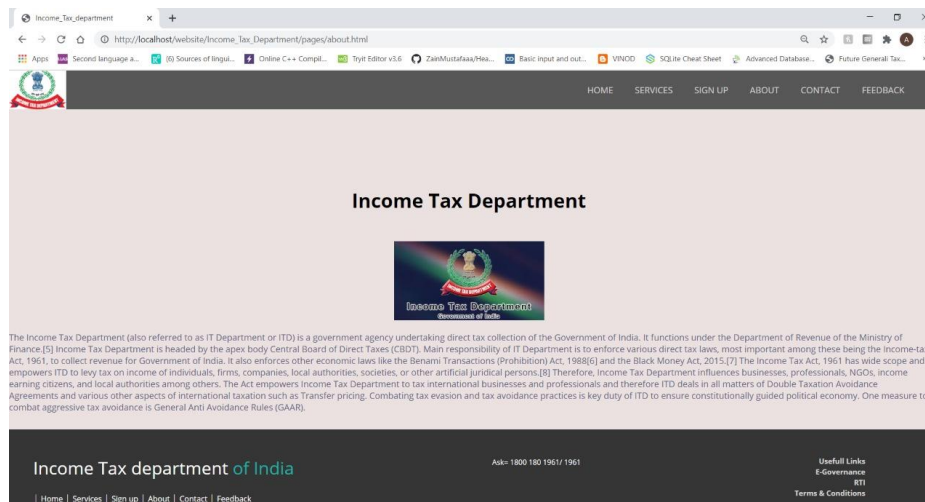 Income_Tax_department
http://localhost/website/Income_Tax_Department/pages/about.html
Apps Second language a... (6) Sources of lingui... Online C++ Compil... Tryit Editor v3.6 ZainMustafaaa/Hea... Basic input and out... VINOD SQLite Cheat Sheet Advanced Database... Future Generali Tax...
HOME SERVICES SIGN UP ABOUT CONTACT FEEDBACK
Income Tax Department
Income Tax Department
Government of India
The Income Tax Department (also referred to as IT Department or ITD) is a government agency undertaking direct tax collection of the Government of India. It functions under the Department of Revenue of the Ministry of
Finance.[5] Income Tax Department is headed by the apex body Central Board of Direct Taxes (CBDT). Main responsibility of IT Department is to enforce various direct tax laws, most important among these being the Income-ta
Act, 1961, to collect revenue for Government of India. It also enforces other economic laws like the Benami Transactions (Prohibition) Act, 1988[6] and the Black Money Act, 2015.[7] The Income Tax Act, 1961 has wide scope and
empowers ITD to levy tax on income of individuals, firms, companies, local authorities, societies, or other artificial juridical persons.[8] Therefore, Income Tax Department influences businesses, professionals, NGOs, income
earning citizens, and local authorities among others. The Act empowers Income Tax Department to tax international businesses and professionals and therefore ITD deals in all matters of Double Taxation Avoidance
Agreements and various other aspects of international taxation such as Transfer pricing. Combating tax evasion and tax avoidance practices is key duty of ITD to ensure constitutionally guided political economy. One measure to
combat aggressive tax avoidance is General Anti Avoidance Rules (GAAR).
Income Tax department of India
Ask= 1800 180 1961/ 1961
Usefull Links
E-Governance
RTI
Terms & Conditions
| Home | Services | Sign up | About | Contact | Feedback